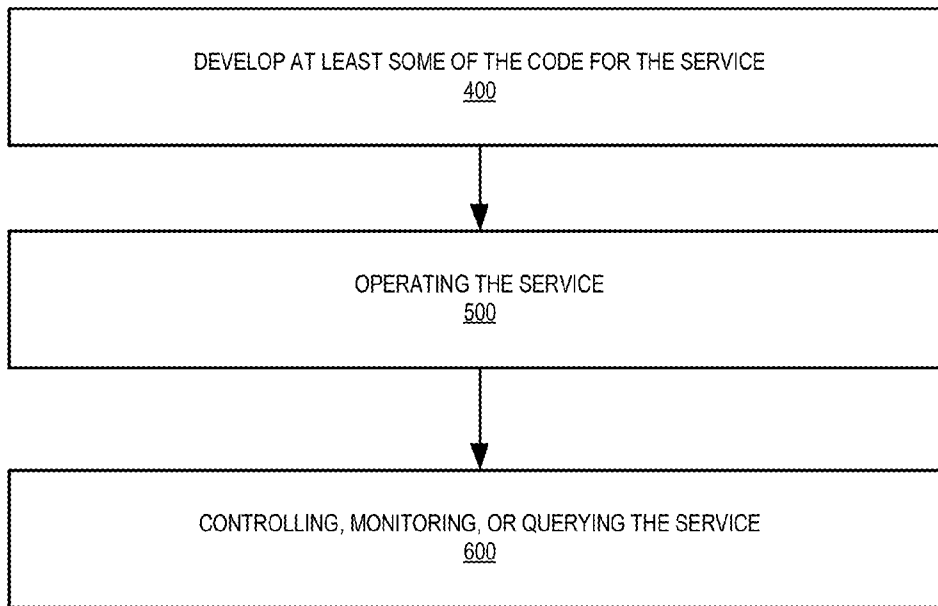 DEVELOP AT LEAST SOME OF THE CODE FOR THE SERVICE
400
OPERATING THE SERVICE
500
CONTROLLING, MONITORING, OR QUERYING THE SERVICE
600